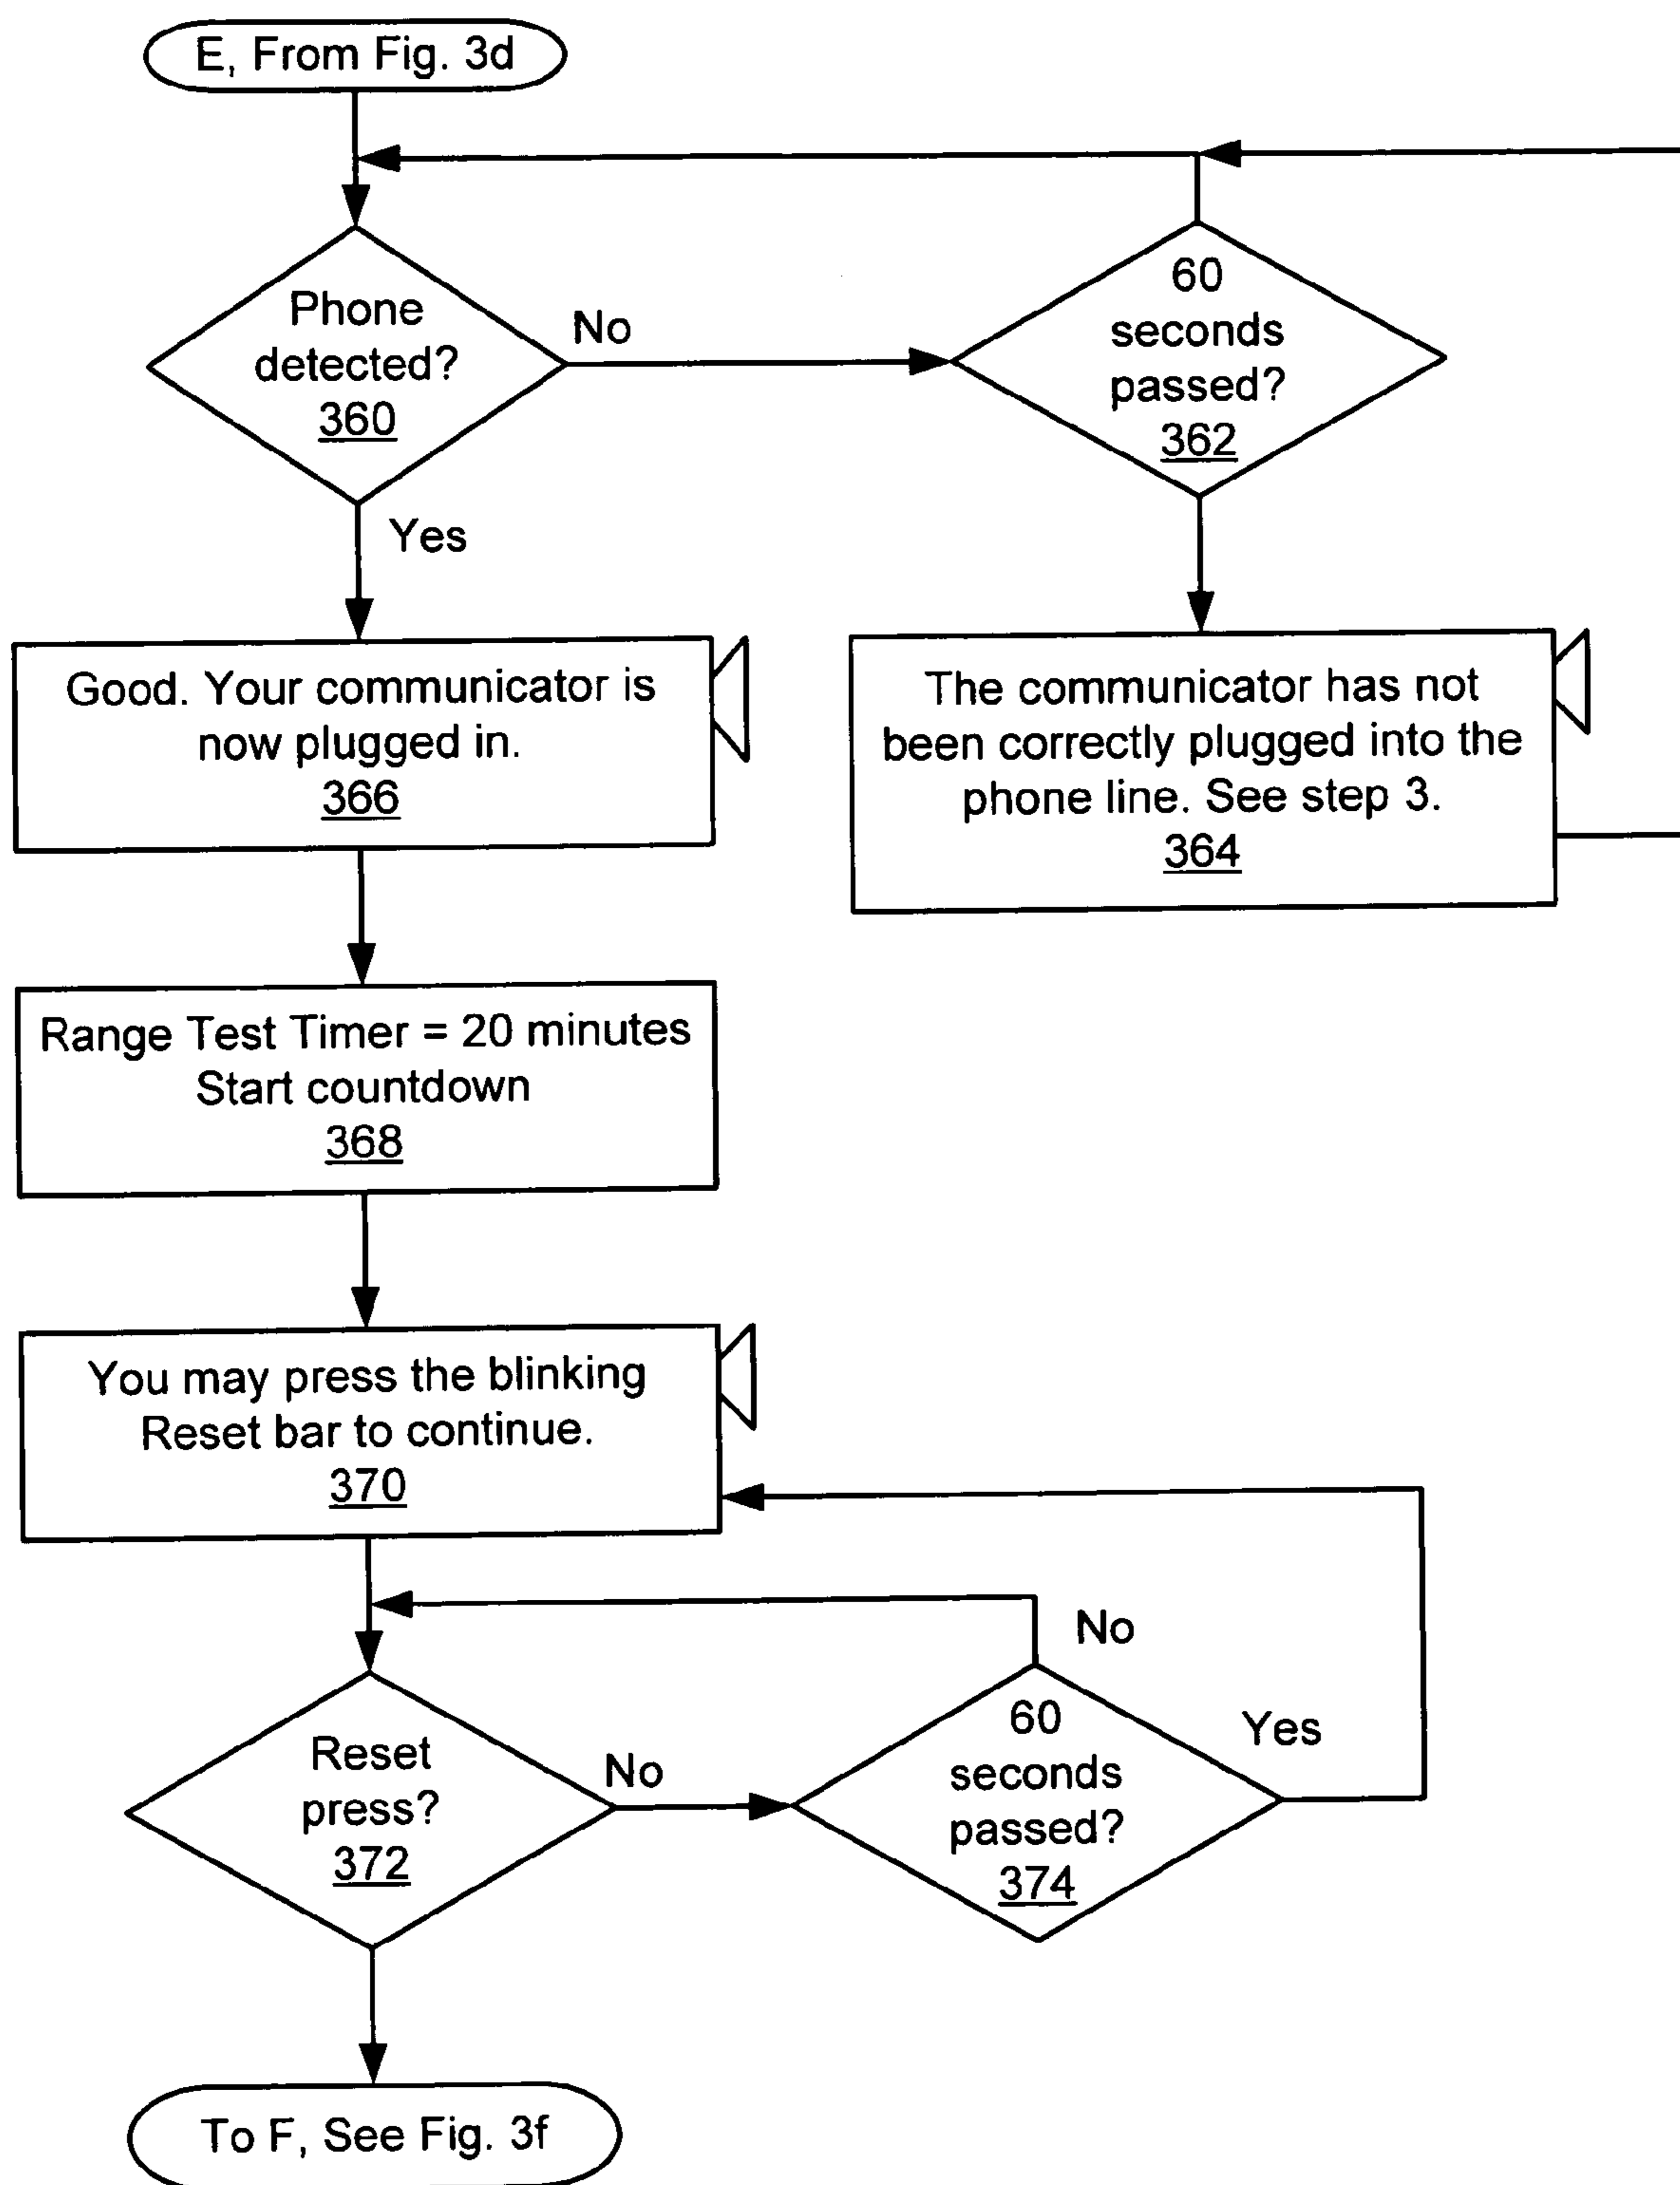 E, From Fig. 3d
Phone
detected?
360
No
60
seconds
passed?
362
Yes
Good. Your communicator is
now plugged in.
366
The communicator has not
been correctly plugged into the
phone line. See step 3.
364
Range Test Timer = 20 minutes
Start countdown
368
You may press the blinking
Reset bar to continue.
370
No
Reset
press?
372
No
60
seconds
passed?
374
Yes
To F, See Fig. 3f